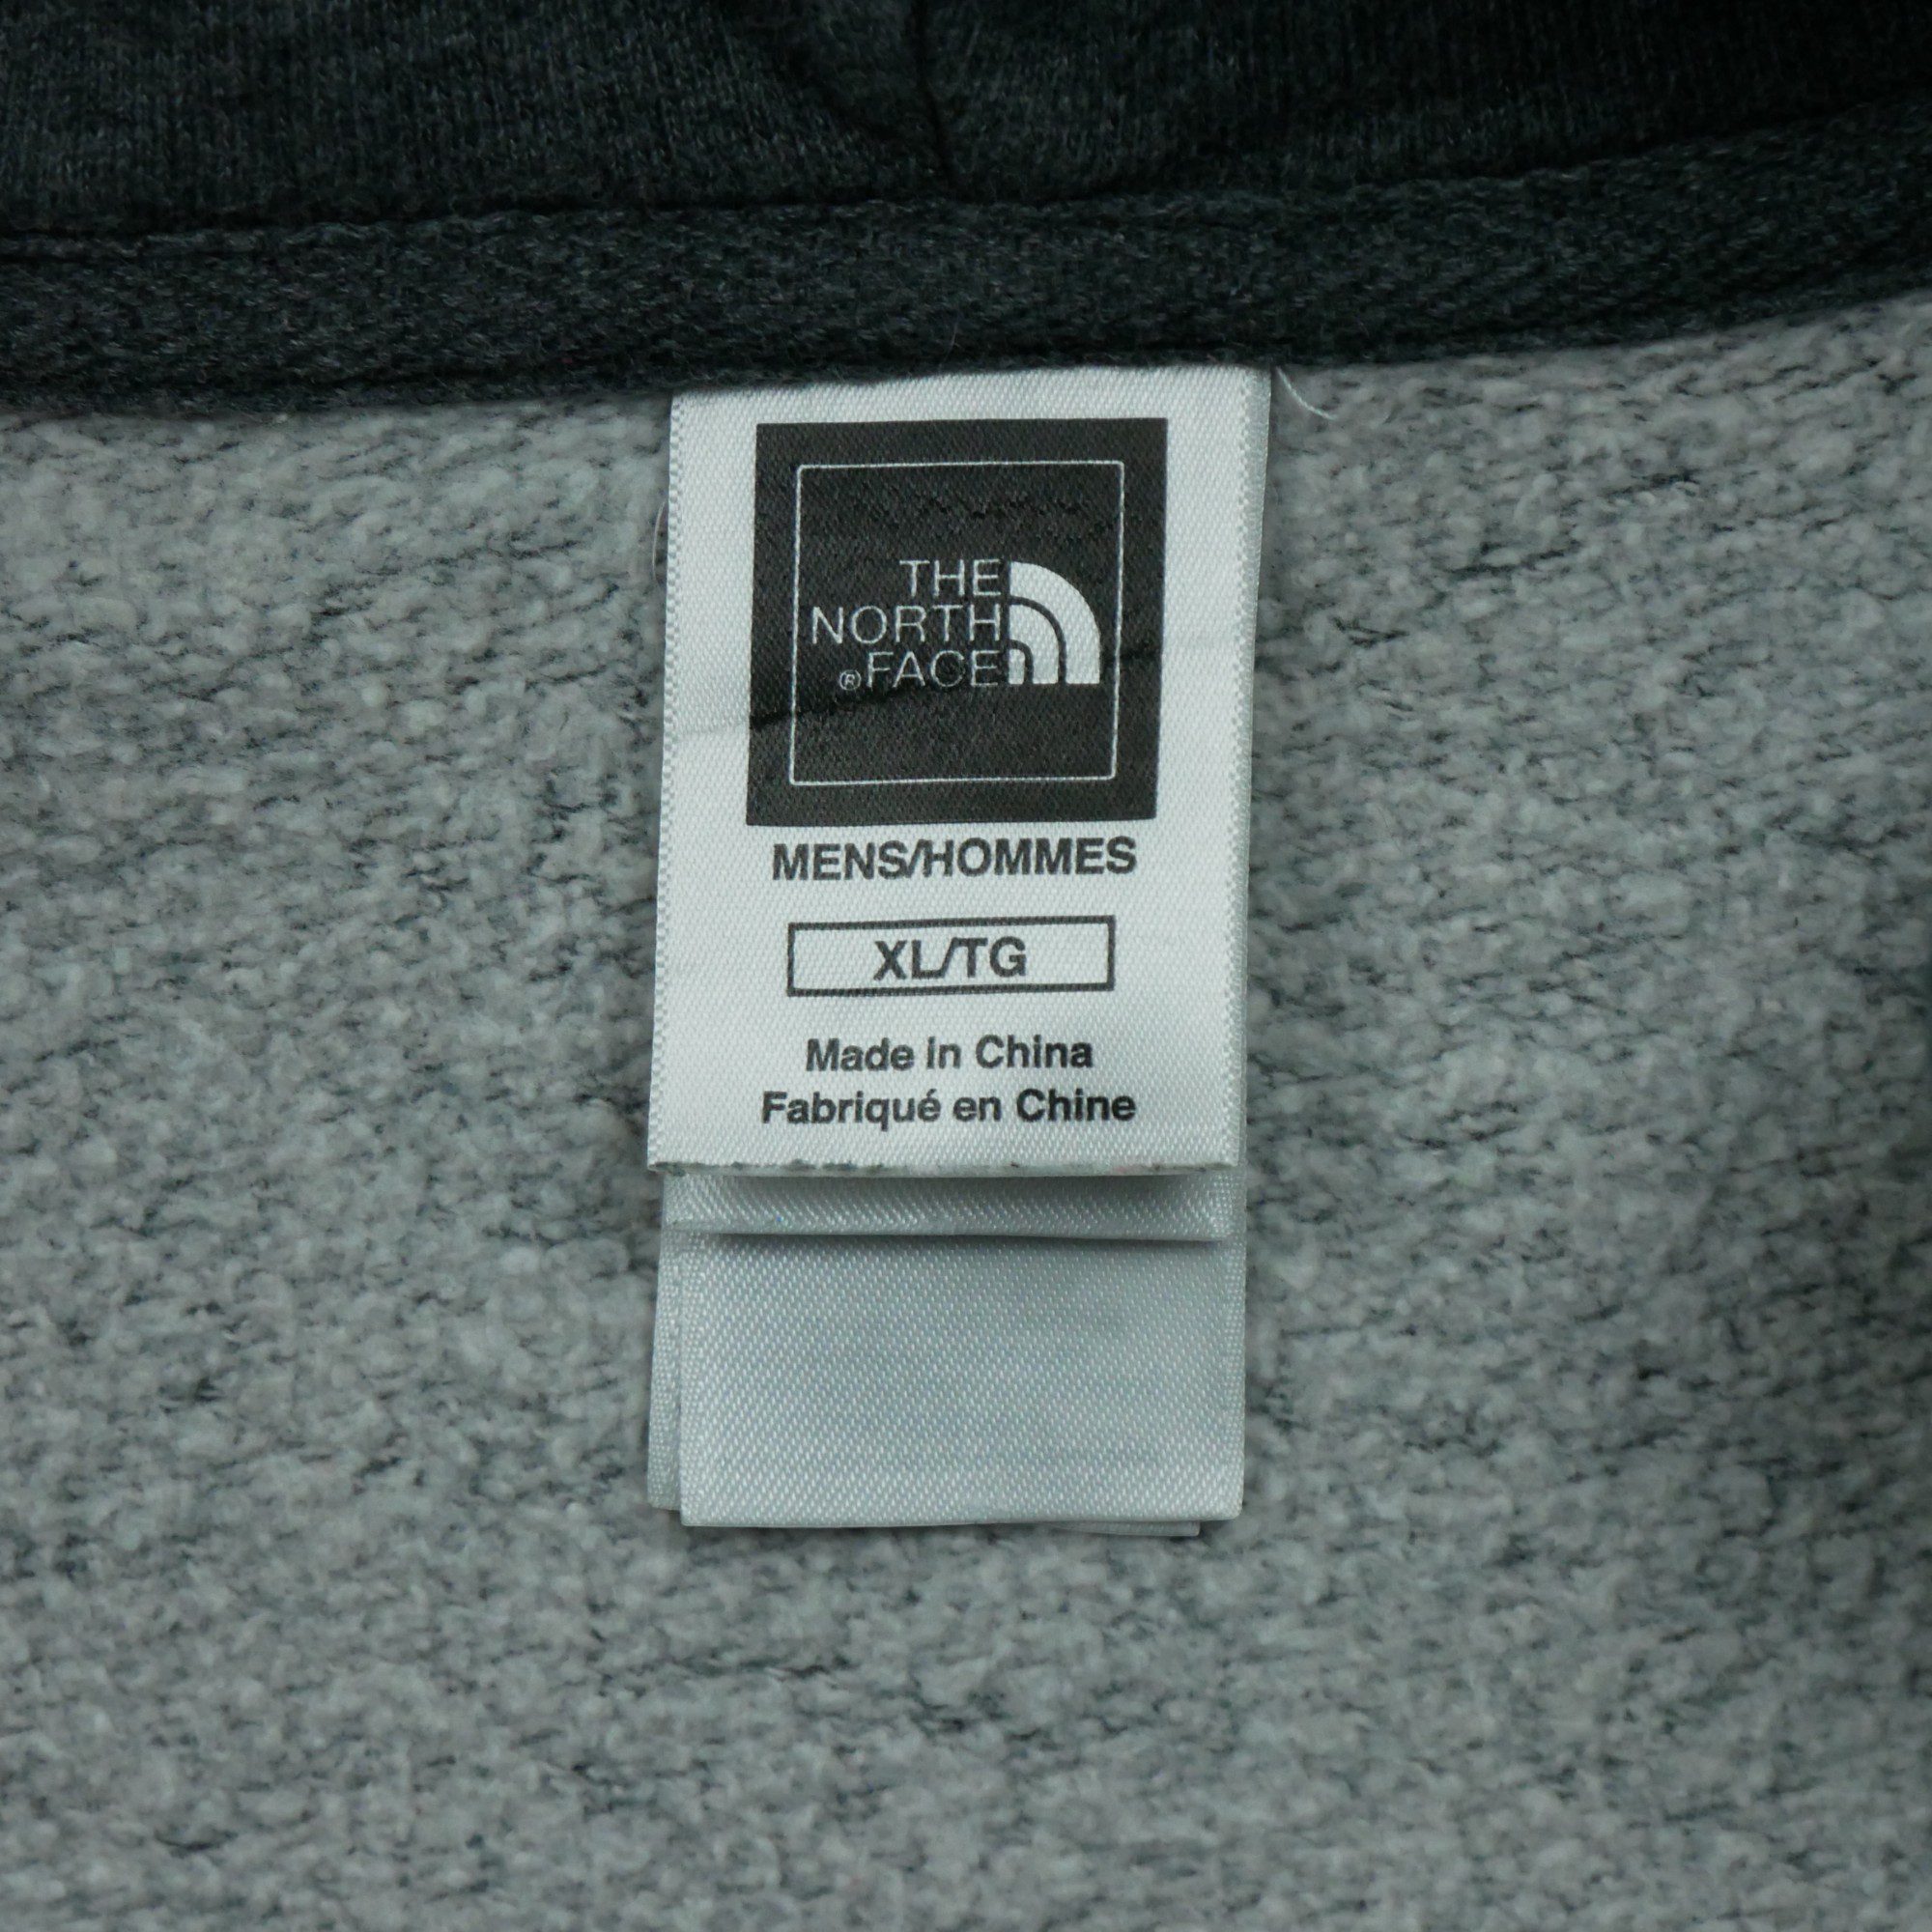 THE
NORTH
®FACE
MENS/HOMMES
XL/TG
Made In China
Fabriqué en Chine